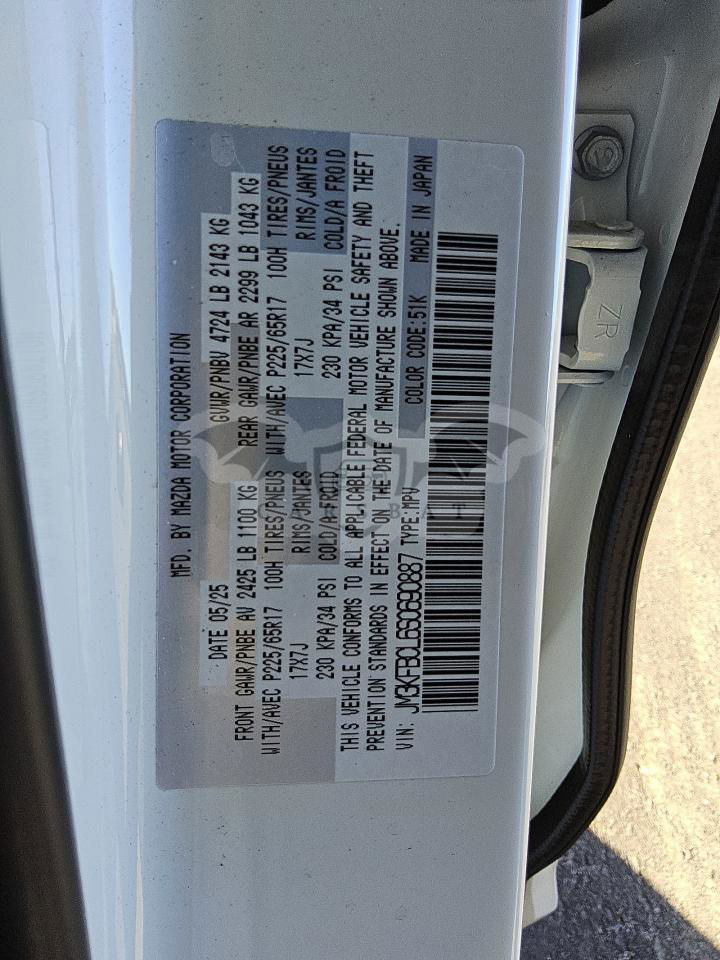 MFD. BY MAZDA MOTOR CORPORATION
DATE 05/25 GVWR/PNBV 4724 LB 2143 KG
FRONT GAWR/PNBE AV 2425 LB 1100 KG REAR GAWR/PNBE AR 2299 LB 1043 KG
WITH/AVEC P225/65R17 100H TIRES/PNEUS WITH/AVEC P225/65R17 100H TIRES/PNEUS
17X7J RIMS/JANTES 17X7J RIMS/JANTES
230 KPA/34 PSI COLD/A FROID 230 KPA/34 PSI COLD/A FROID
THIS VEHICLE CONFORMS TO ALL APPLICABLE FEDERAL MOTOR VEHICLE SAFETY AND THEFT
PREVENTION STANDARDS IN EFFECT ON THE DATE OF MANUFACTURE SHOWN ABOVE.
VIN: JM3KFBCL6S0690887 TYPE:MPV COLOR CODE:51K MADE IN JAPAN
ZR